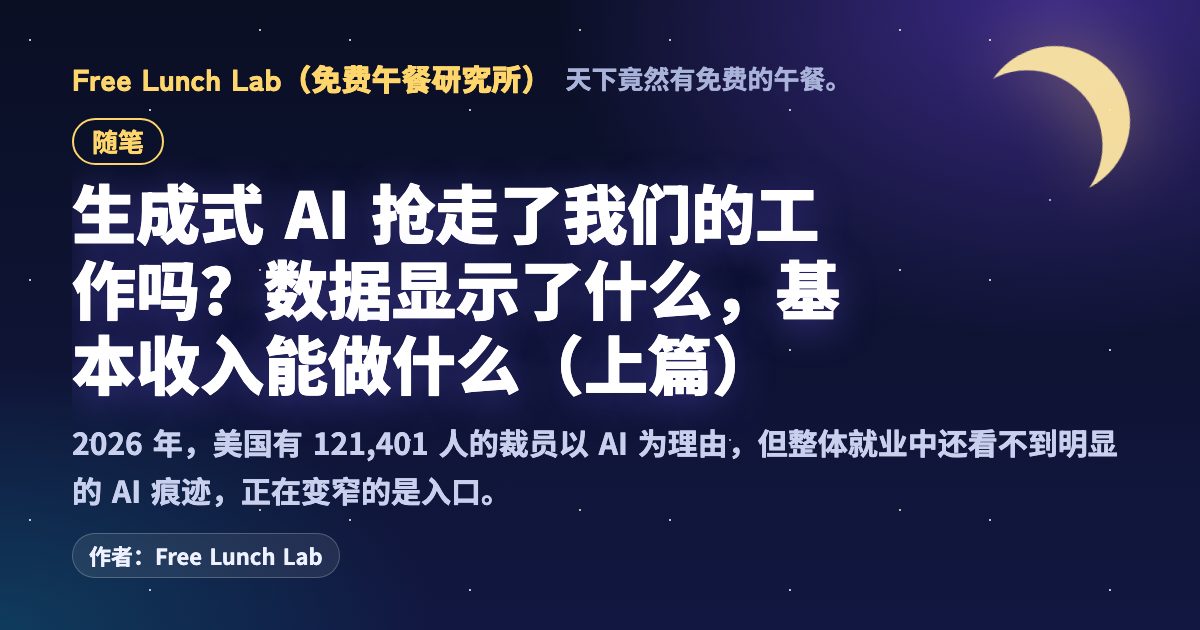 Free Lunch Lab（免费午餐研究所） 天下竟然有免费的午餐。
随笔
生成式 AI 抢走了我们的工
作吗？数据显示了什么，基
本收入能做什么（上篇）
2026 年，美国有 121,401 人的裁员以 AI 为理由，但整体就业中还看不到明显
的 AI 痕迹，正在变窄的是入口。
作者：Free Lunch Lab